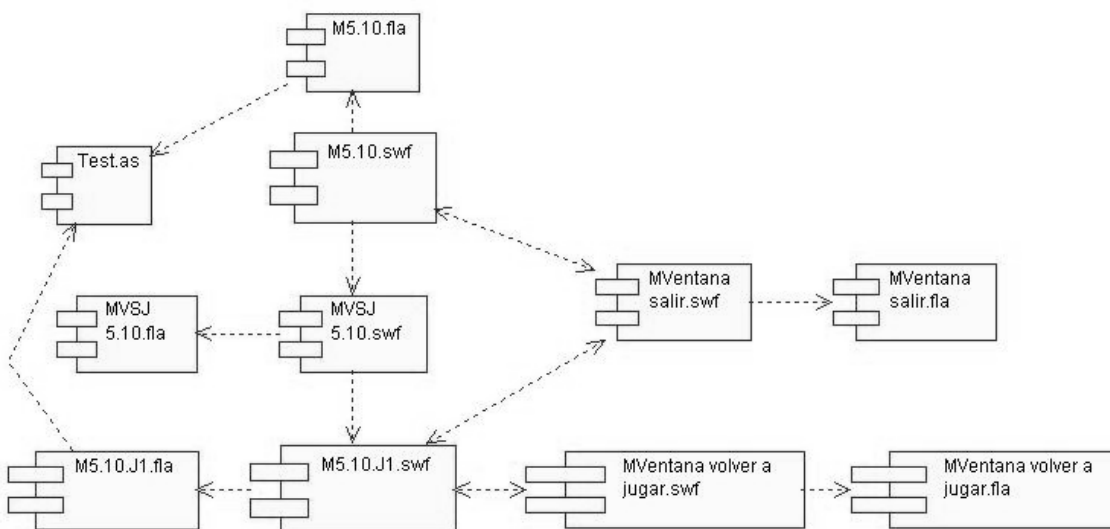 M5.10.fla
M5.10.swf
Test.as
MVentana
salir.swf
MVentana
salir.fla
MVSJ
5.10.fla
MVSJ
5.10.swf
M5.10.J1.fla
M5.10.J1.swf
MVentana volver a
jugar.swf
MVentana volver a
jugar.fla